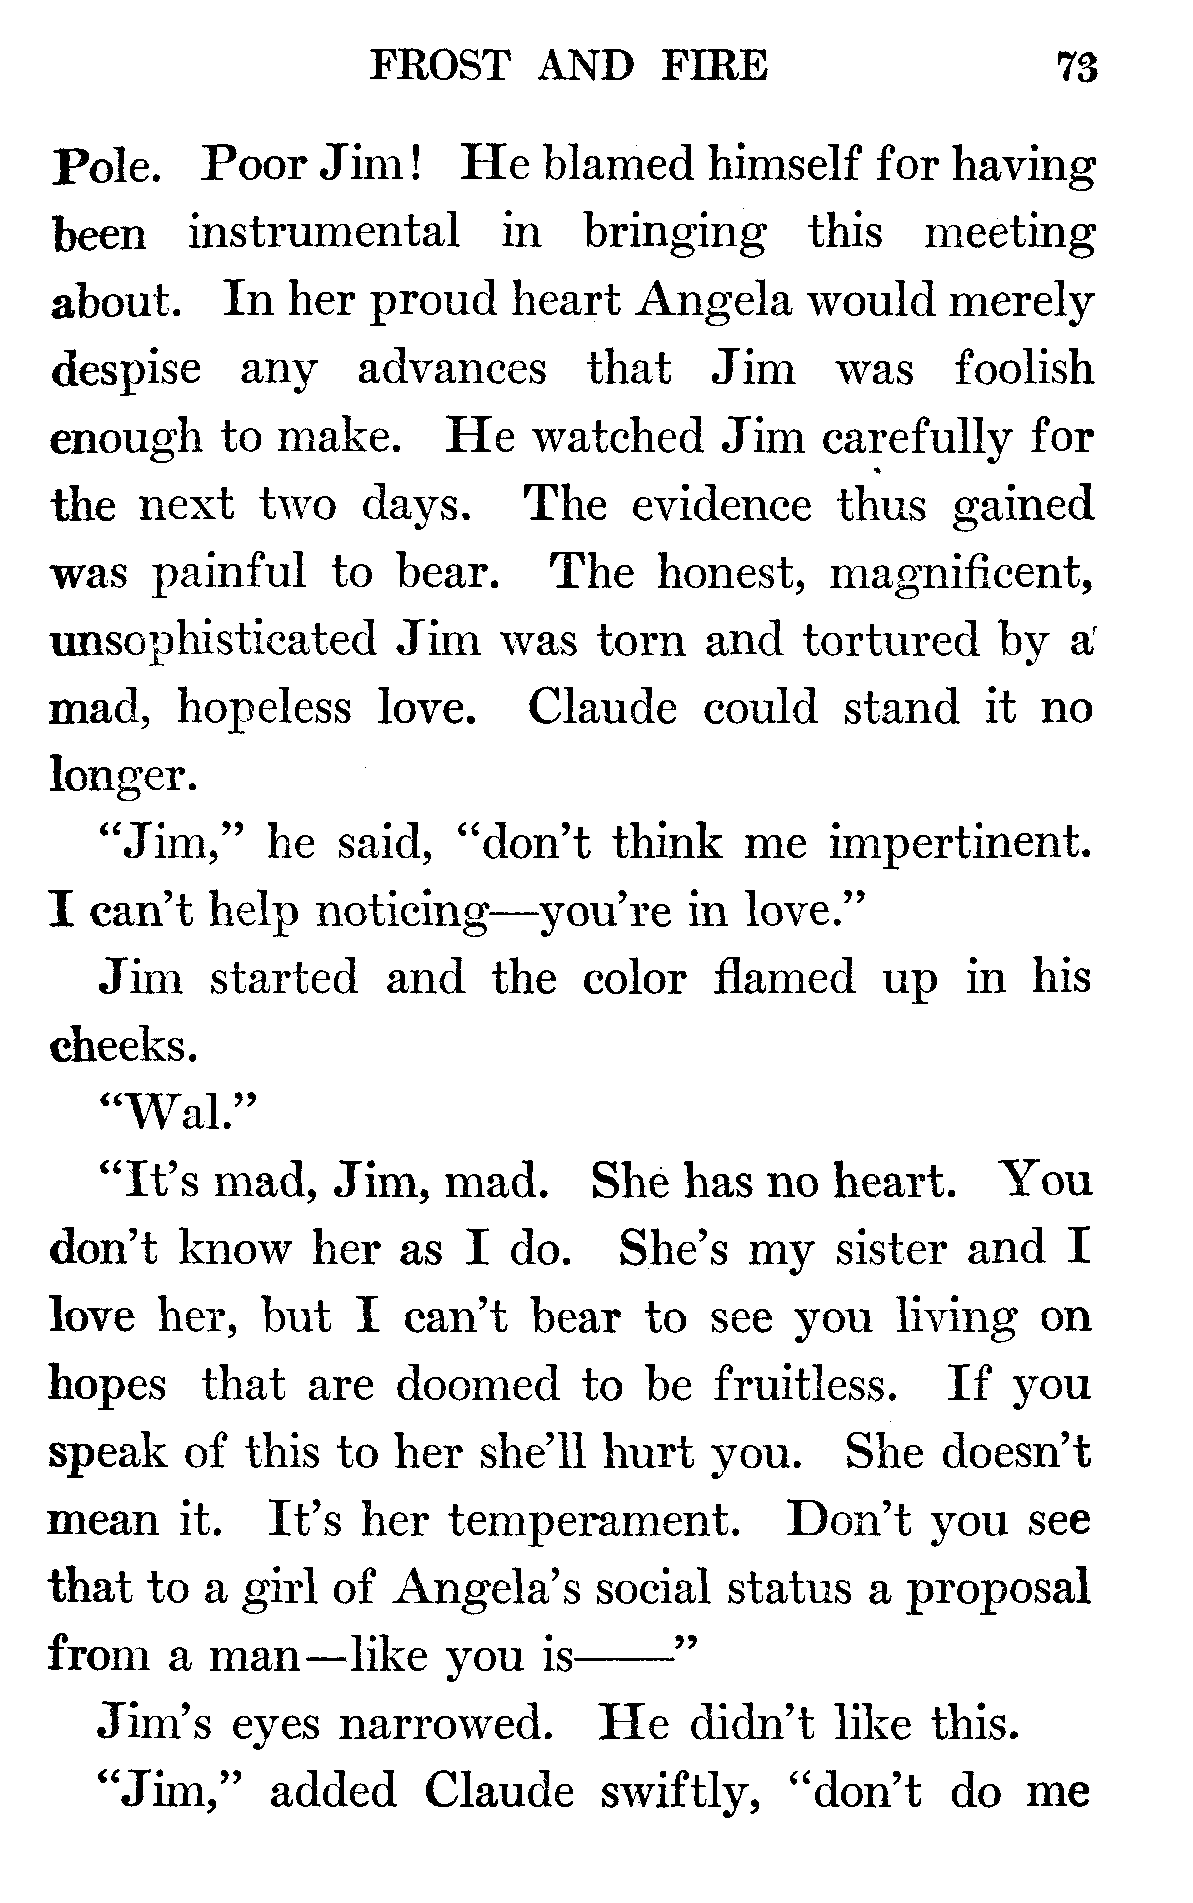 FROST AND FIRE 73
Pole. Poor Jim! He blamed himself for having
been instrumental in bringing this meeting
about. In her proud heart Angela would merely
despise any advances that Jim was foolish
enough to make. He watched Jim carefully for
the next two days. The evidence thus gained
was painful to bear. The honest, magnificent,
unsophisticated Jim was torn and tortured by a
mad, hopeless love. Claude could stand it no
longer.
“Jim,” he said, “don’t think me impertinent.
I can’t help noticing—you’re in love.”
Jim started and the color flamed up in his
cheeks.
“Wal.”
“It’s mad, Jim, mad. She has no heart. You
don’t know her as I do. She’s my sister and I
love her, but I can’t bear to see you living on
hopes that are doomed to be fruitless. If you
speak of this to her she’ll hurt you. She doesn’t
mean it. It’s her temperament. Don’t you see
that to a girl of Angela’s social status a proposal
from a man—like you is——”
Jim’s eyes narrowed. He didn’t like this.
“Jim,” added Claude swiftly, “don’t do me